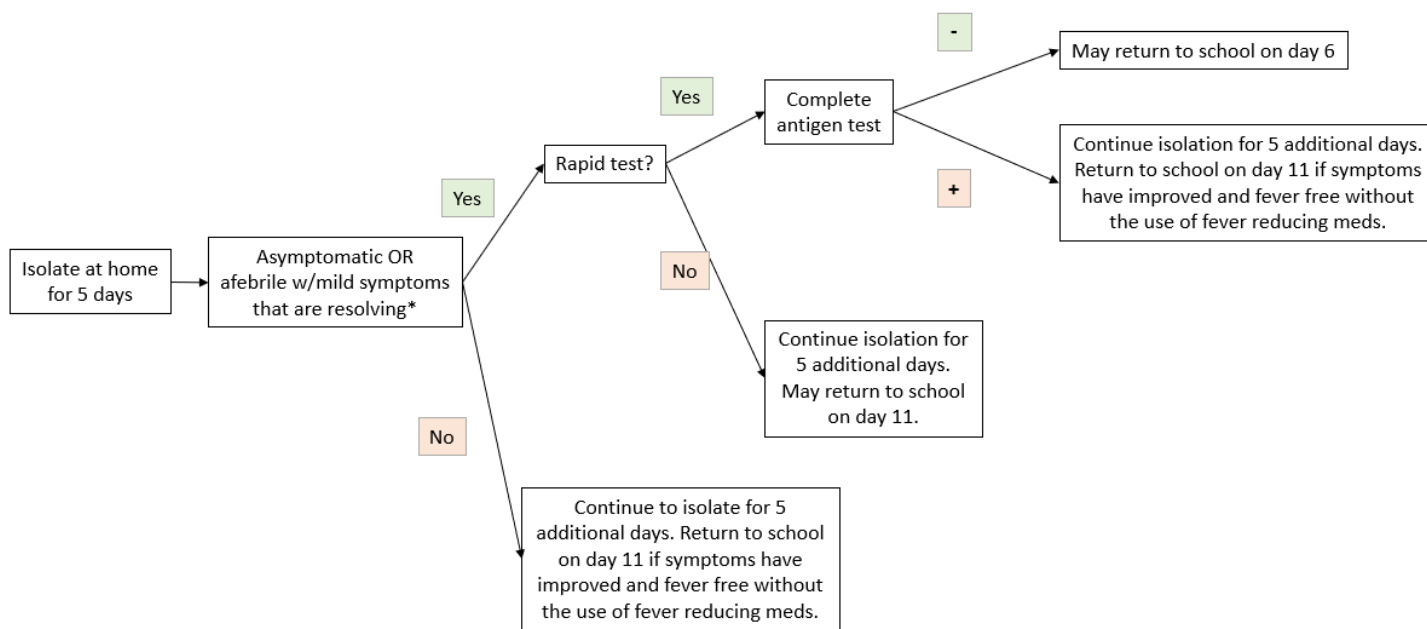 Isolate at home
for 5 days
Asymptomatic OR
afebrile w/mild symptoms
that are resolving*
Yes
Rapid test?
Yes
Complete
antigen test
-
May return to school on day 6
+
Continue isolation for 5 additional days.
Return to school on day 11 if symptoms
have improved and fever free without
the use of fever reducing meds.
No
Continue isolation for
5 additional days.
May return to school
on day 11.
No
Continue to isolate for 5
additional days. Return to school
on day 11 if symptoms have
improved and fever free without
the use of fever reducing meds.